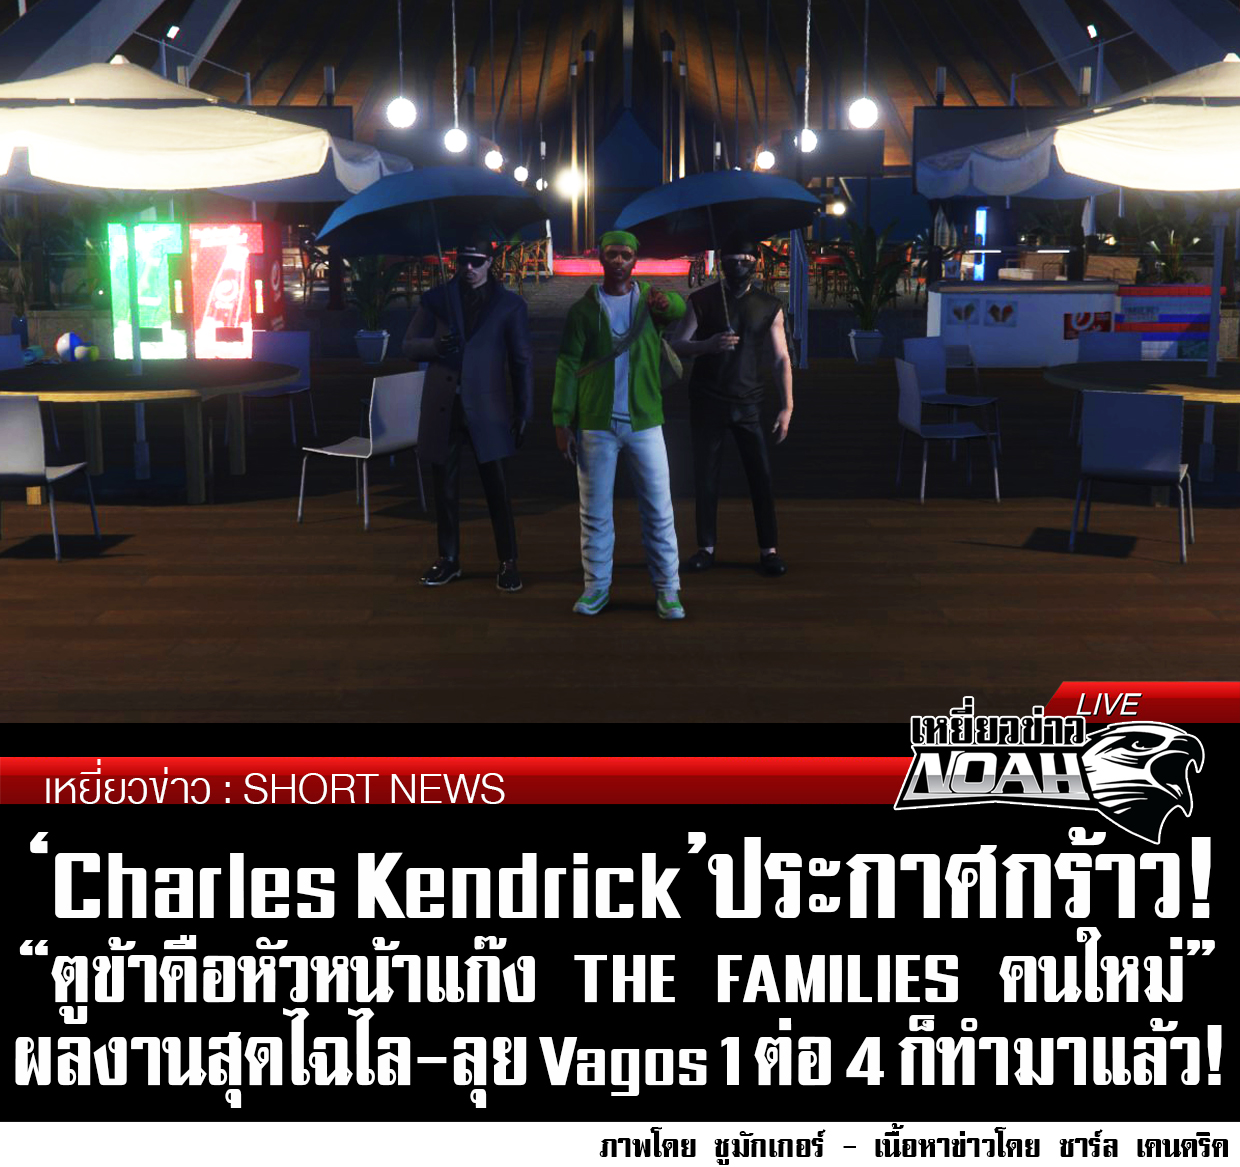 LIVE
เหยี่ยวข่าว
NOAH
เหยี่ยวข่าว : SHORT NEWS
‘Charles Kendrick’ประกาศกร้าว!
“ตูข้าคือหัวหน้าแก๊ง THE FAMILIES คนใหม่”
ผลงานสุดไฉไล-ลุย Vagos 1 ต่อ 4 ก็ทำมาแล้ว!
ภาพโดย ชูมักเกอร์ - เนื้อหาข่าวโดย ชาร์ล เคนดริค